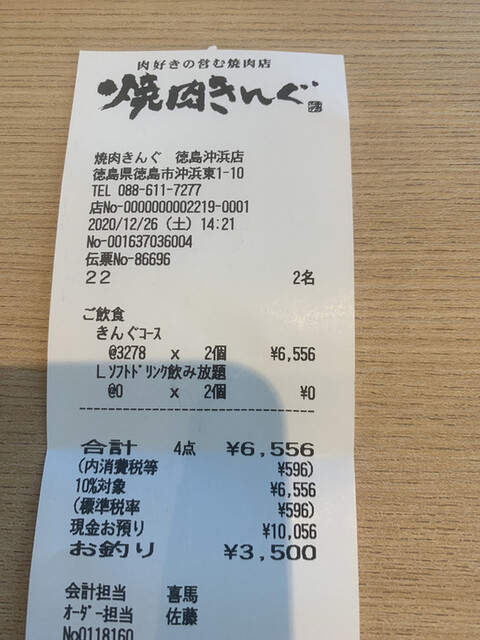 肉好きの営む焼肉店
焼肉きんぐ
焼肉きんぐ 徳島沖浜店
徳島県徳島市沖浜東1-10
TEL 088-611-7277
店No-0000000002219-0001
2020/12/26 (土) 14:21
No-001637036004
伝票No-86696
22 2名
ご飲食
きんぐコース
@3278 x 2個 ¥6,556
Lソフトドリンク飲み放題
@0 x 2個 ¥0
合計 4点 ¥6,556
(内消費税等 ¥596)
10%対象 ¥6,556
(標準税率 ¥596)
現金お預り ¥10,056
お釣り ¥3,500
会計担当 喜馬
オーダー担当 佐藤
No0118160